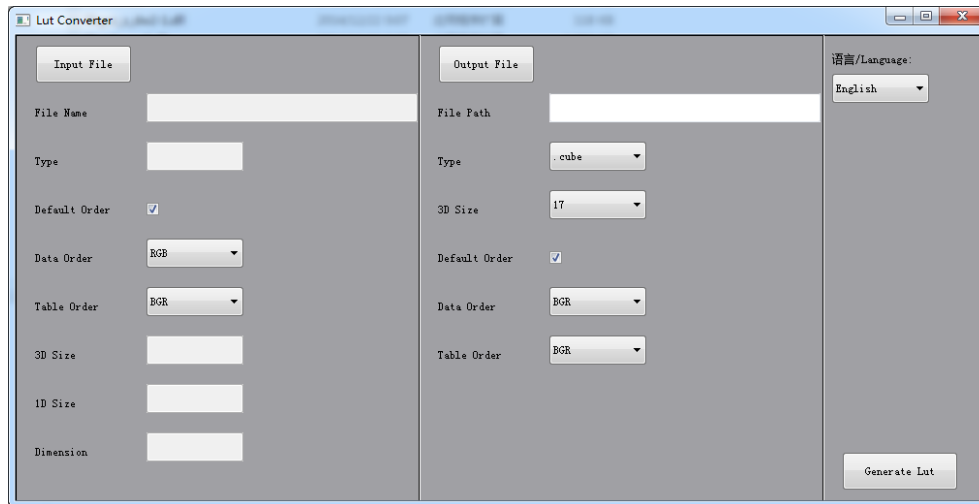 Lut Converter
Input File
File Name
Type
Default Order
Data Order RGB
Table Order BGR
3D Size
1D Size
Dimension
Output File
File Path
Type .cube
3D Size 17
Default Order
Data Order BGR
Table Order BGR
语言/Language:
English
Generate Lut